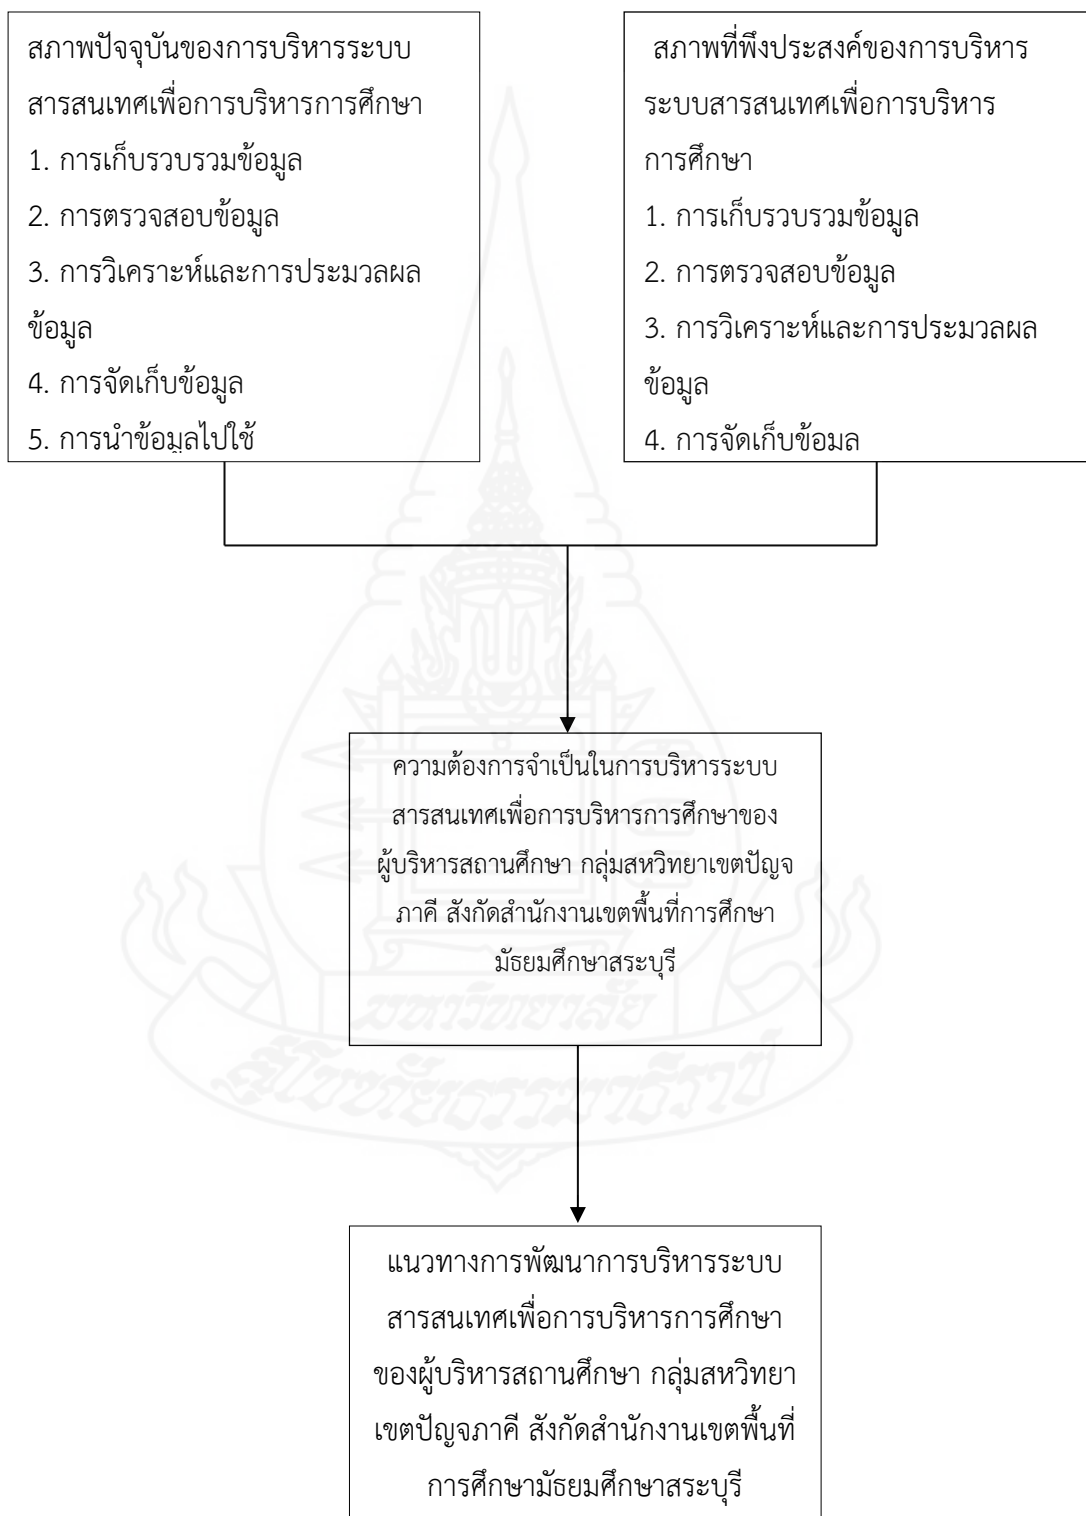 สภาพปัจจุบันของการบริหารระบบ
สารสนเทศเพื่อการบริหารการศึกษา
1. การเก็บรวบรวมข้อมูล
2. การตรวจสอบข้อมูล
3. การวิเคราะห์และการประมวลผล
ข้อมูล
4. การจัดเก็บข้อมูล
5. การนำข้อมูลไปใช้
สภาพที่พึงประสงค์ของการบริหาร
ระบบสารสนเทศเพื่อการบริหาร
การศึกษา
1. การเก็บรวบรวมข้อมูล
2. การตรวจสอบข้อมูล
3. การวิเคราะห์และการประมวลผล
ข้อมูล
4. การจัดเก็บข้อมูล
ความต้องการจำเป็นในการบริหารระบบ
สารสนเทศเพื่อการบริหารการศึกษาของ
ผู้บริหารสถานศึกษา กลุ่มสหวิทยาเขตปัญจ
ภาคี สังกัดสำนักงานเขตพื้นที่การศึกษา
มัธยมศึกษาสระบุรี
มหาวิทยาลัย
สุโขทัยธรรมาธิราช
แนวทางการพัฒนาการบริหารระบบ
สารสนเทศเพื่อการบริหารการศึกษา
ของผู้บริหารสถานศึกษา กลุ่มสหวิทยา
เขตปัญจภาคี สังกัดสำนักงานเขตพื้นที่
การศึกษามัธยมศึกษาสระบุรี